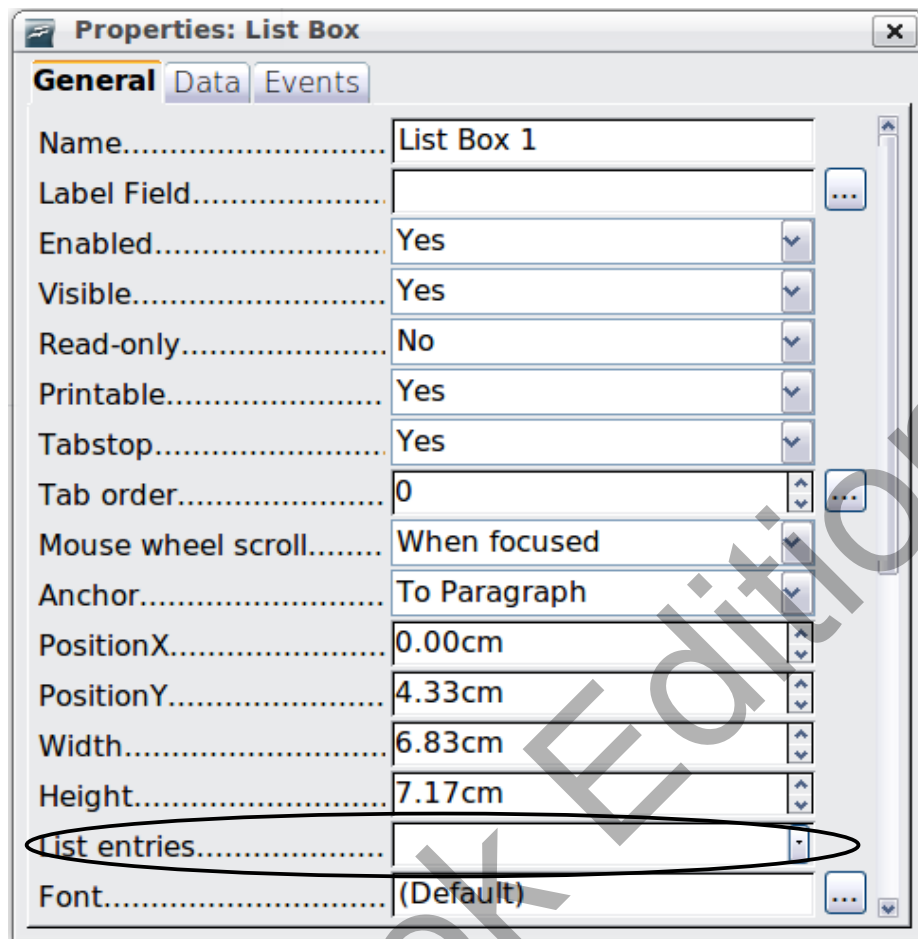 Properties: List Box
General Data Events
Name............................ List Box 1
Label Field..................... ...
Enabled......................... Yes
Visible......................... Yes
Read-only...................... No
Printable...................... Yes
Tabstop........................ Yes
Tab order..................... 0 ...
Mouse wheel scroll........ When focused
Anchor........................ To Paragraph
PositionX..................... 0.00cm
PositionY..................... 4.33cm
Width.......................... 6.83cm
Height......................... 7.17cm
List entries...................
Font............................ (Default) ...
k Edition